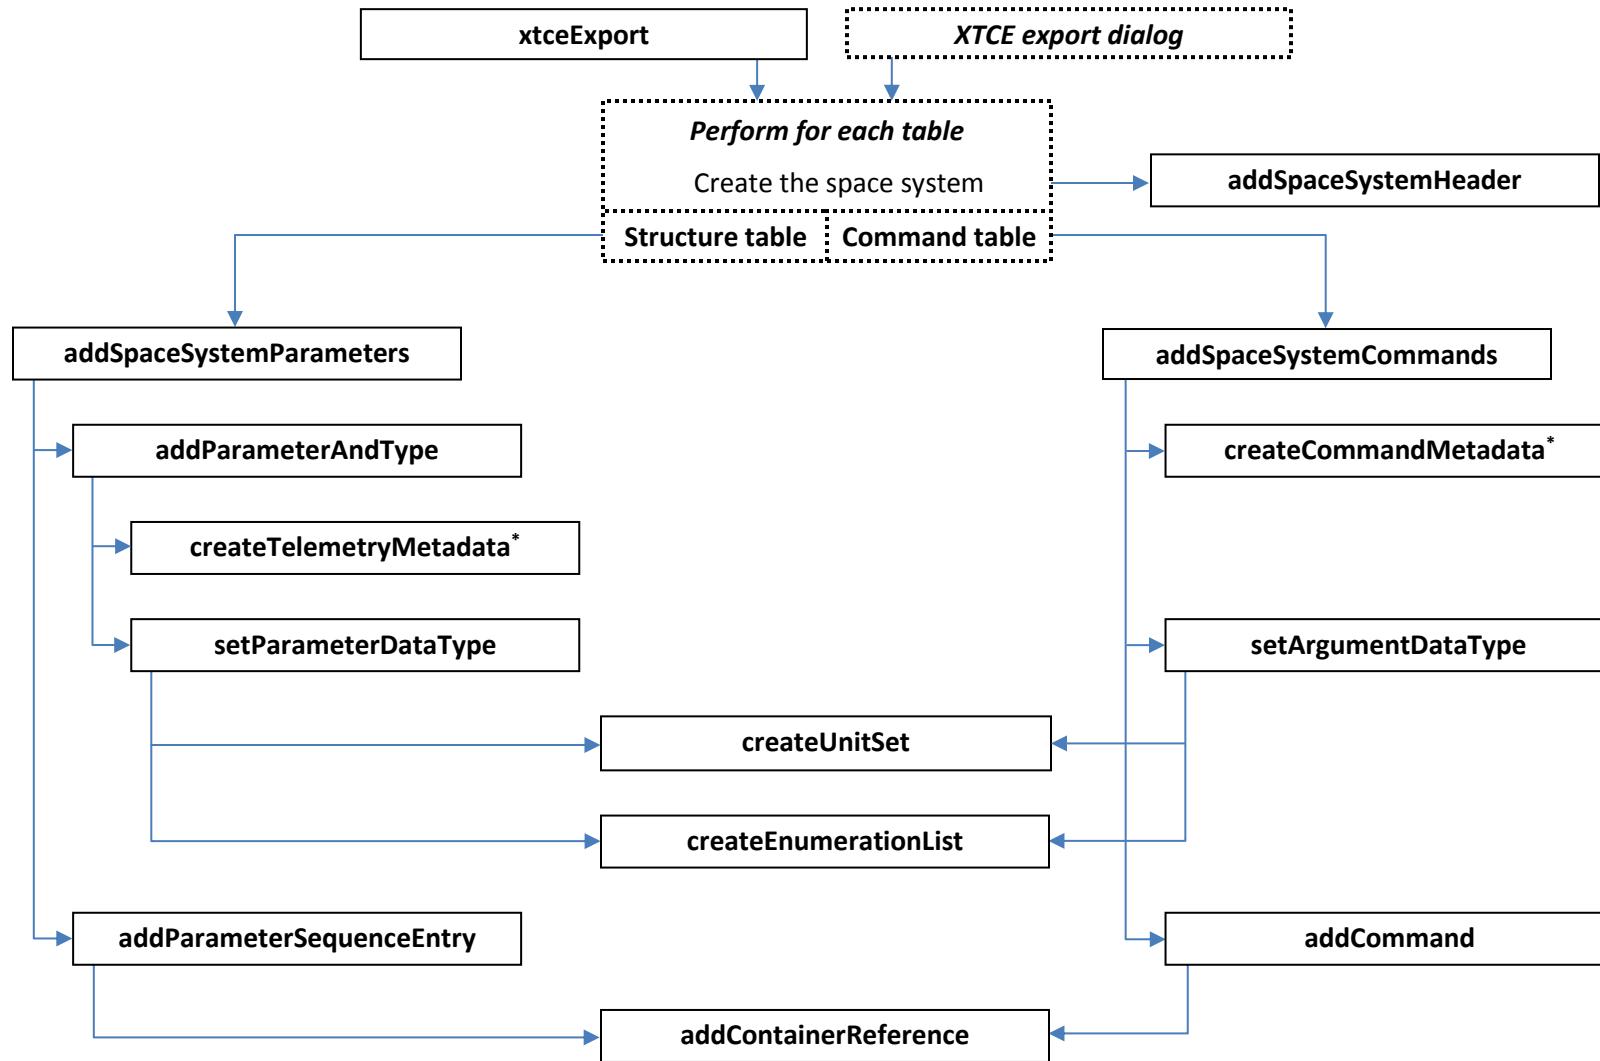 xtceExport
XTCE export dialog
Perform for each table
Create the space system
addSpaceSystemHeader
Structure table
Command table
addSpaceSystemParameters
addSpaceSystemCommands
addParameterAndType
createCommandMetadata*
createTelemetryMetadata*
setParameterDataType
setArgumentDataType
createUnitSet
createEnumerationList
addParameterSequenceEntry
addCommand
addContainerReference